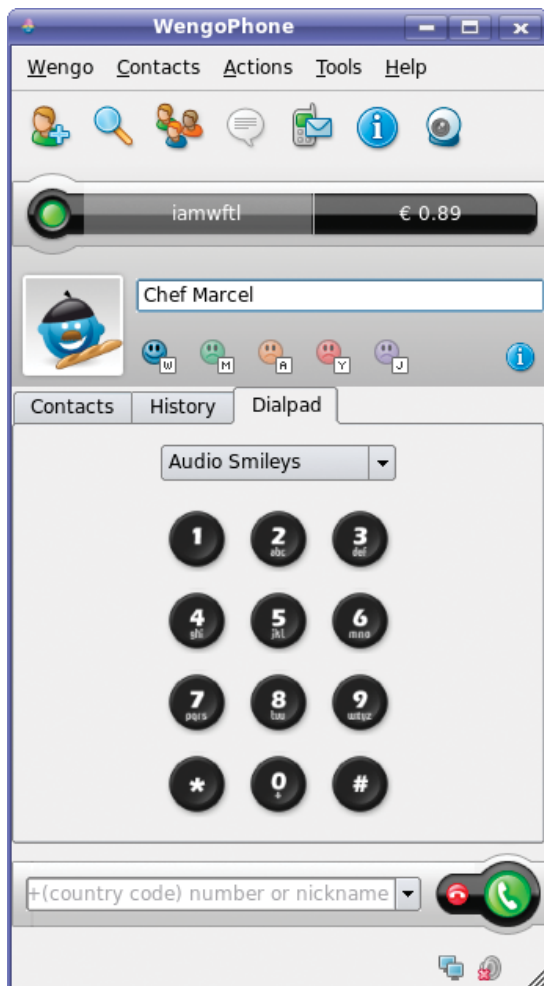 WengoPhone
Wengo Contacts Actions Tools Help
iamwftl € 0.89
Chef Marcel
W M A Y J
Contacts History Dialpad
Audio Smileys
1 2 abc 3 def
4 ghi 5 jkl 6 mno
7 pqrs 8 tuv 9 wxyz
* 0 + #
+(country code) number or nickname